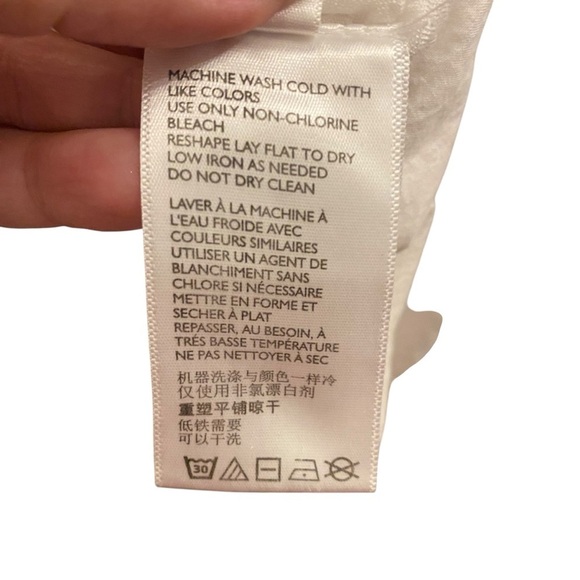 MACHINE WASH COLD WITH
LIKE COLORS
USE ONLY NON-CHLORINE
BLEACH
RESHAPE LAY FLAT TO DRY
LOW IRON AS NEEDED
DO NOT DRY CLEAN
LAVER À LA MACHINE À
L'EAU FROIDE AVEC
COULEURS SIMILAIRES
UTILISER UN AGENT DE
BLANCHIMENT SANS
CHLORE SI NÉCESSAIRE
METTRE EN FORME ET
SECHER À PLAT
REPASSER, AU BESOIN, À
TRÉS BASSE TEMPÉRATURE
NE PAS NETTOYER À SEC
机器洗涤与颜色一样冷
仅使用非氯漂白剂
重塑平铺晾干
低铁需要
可以干洗
30